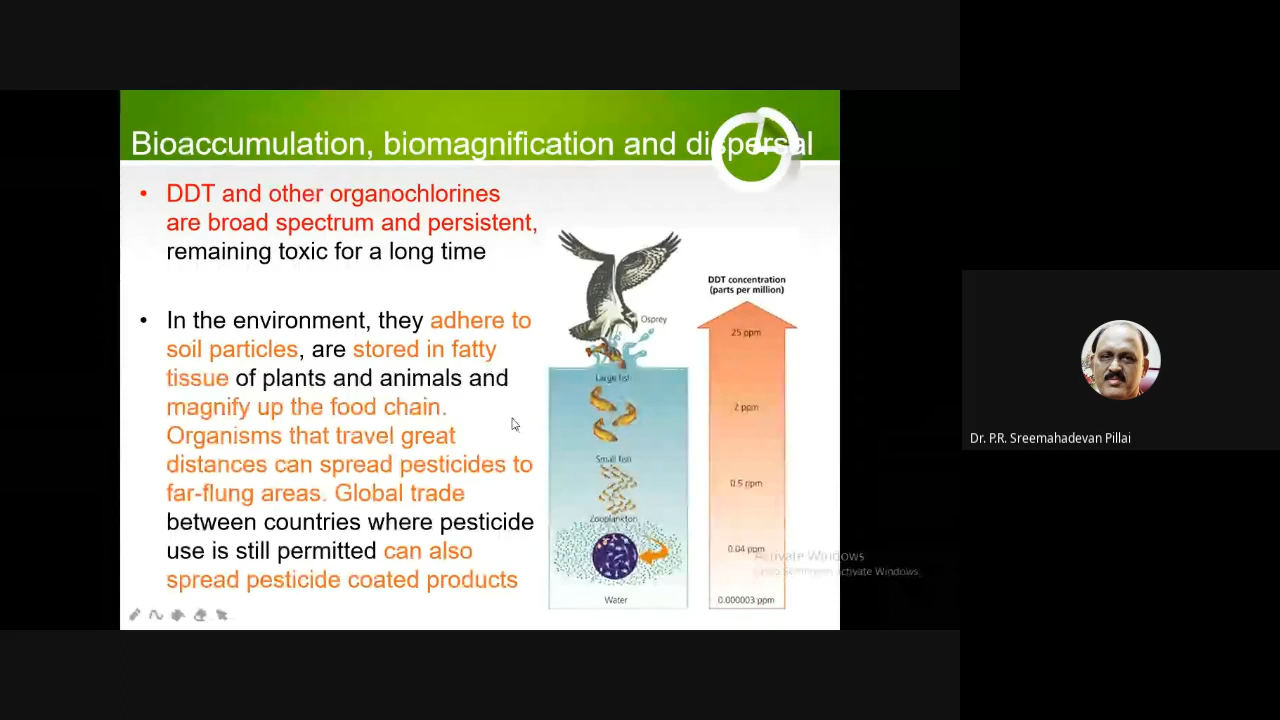 Bioaccumulation, biomagnification and dispersal
• DDT and other organochlorines
are broad spectrum and persistent,
remaining toxic for a long time
• In the environment, they adhere to
soil particles, are stored in fatty
tissue of plants and animals and
magnify up the food chain.
Organisms that travel great
distances can spread pesticides to
far-flung areas. Global trade
between countries where pesticide
use is still permitted can also
spread pesticide coated products
DDT concentration
(parts per million)
Osprey
25 ppm
Large fish
2 ppm
Small fish
0.5 ppm
Zooplankton
0.04 ppm
Water
0.000003 ppm
Activate Windows
Activate Windows.
Dr. P.R. Sreemahadevan Pillai